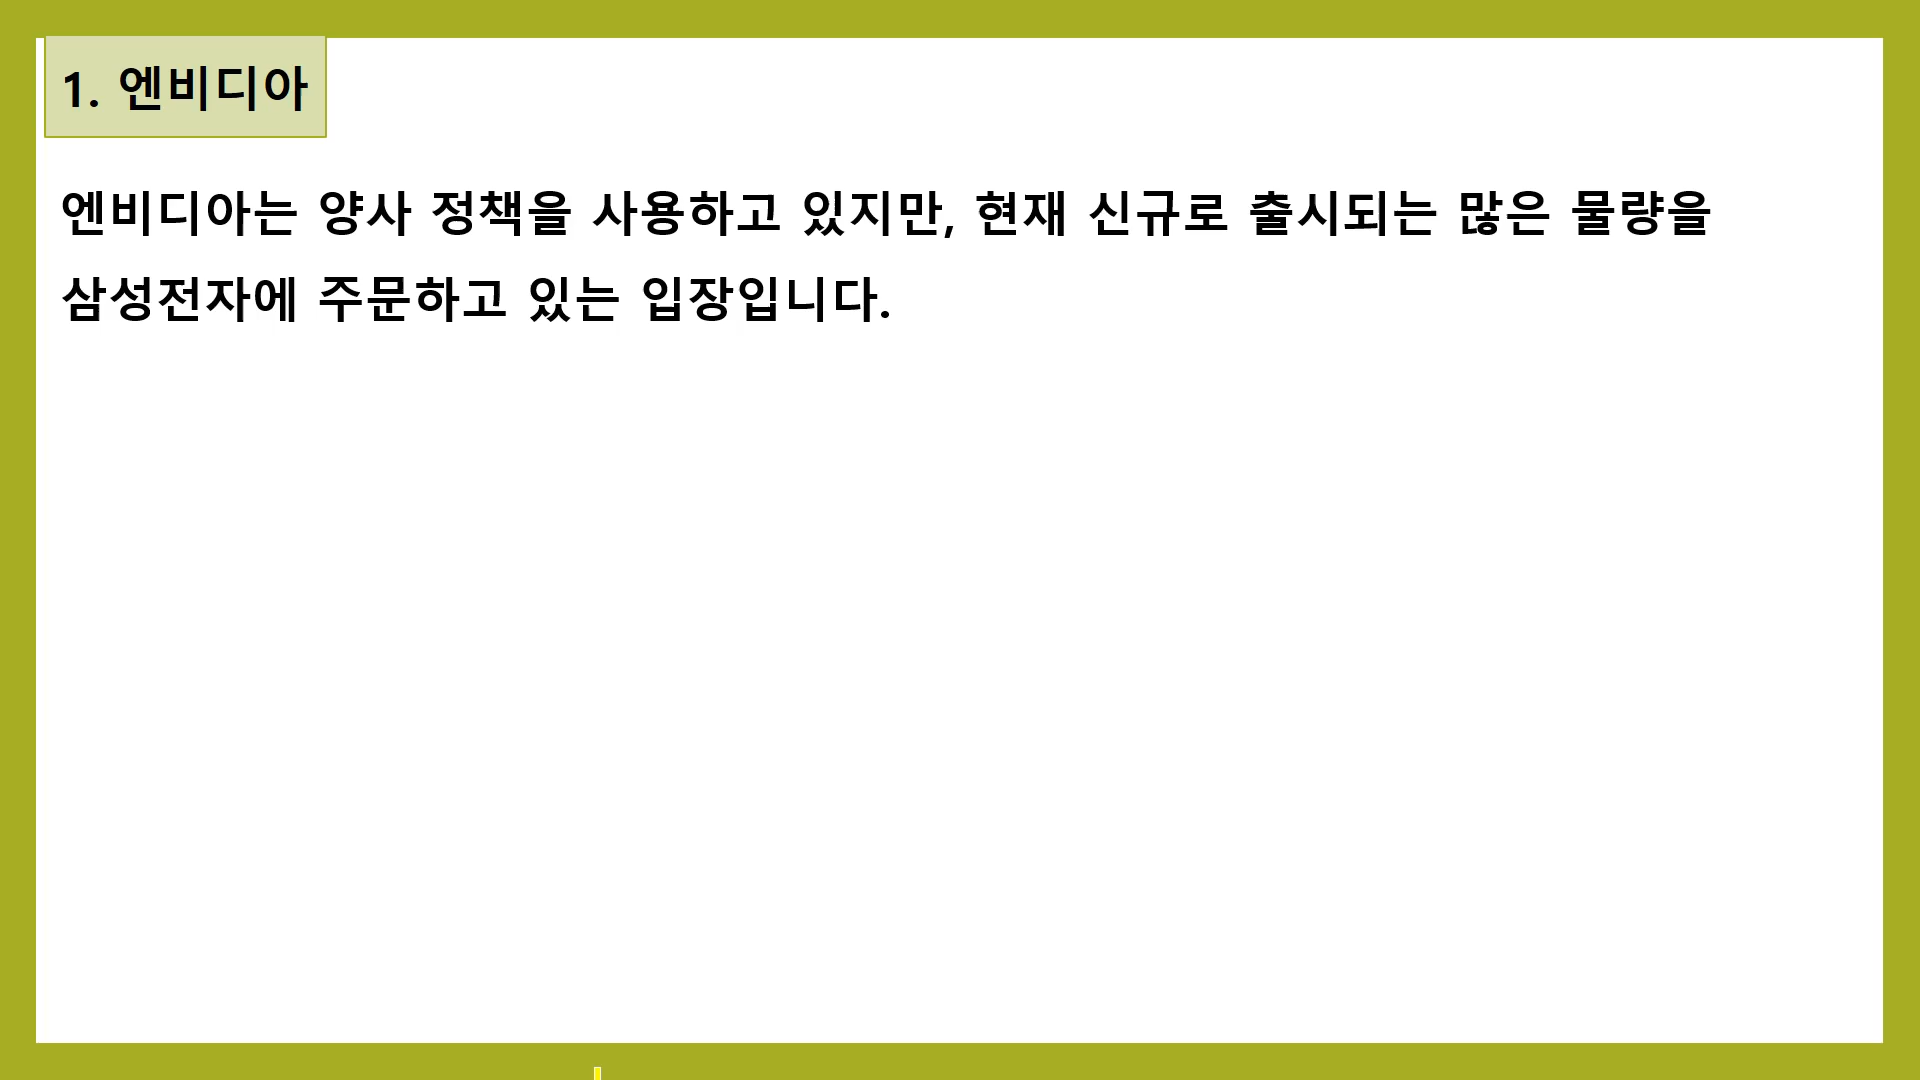 1. 엔비디아
엔비디아는 양사 정책을 사용하고 있지만, 현재 신규로 출시되는 많은 물량을
삼성전자에 주문하고 있는 입장입니다.